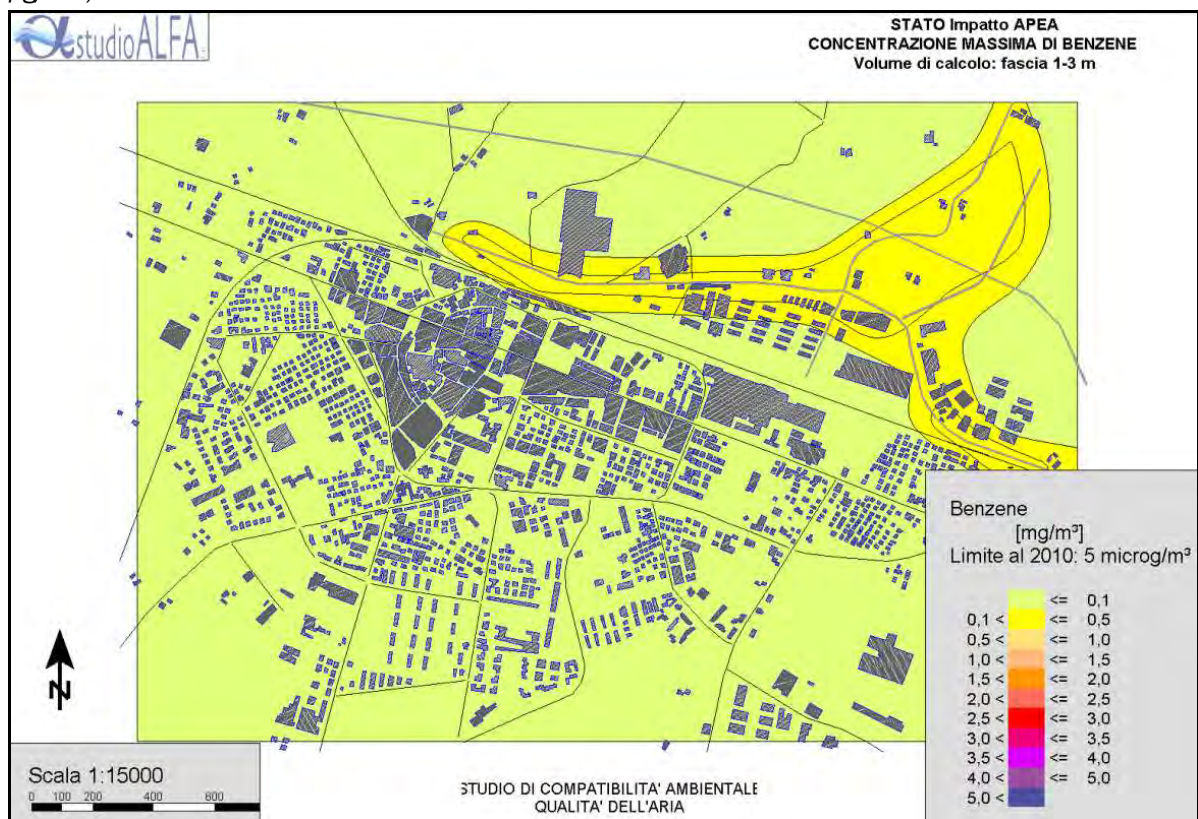 αstudioALFA
STATO Impatto APEA
CONCENTRAZIONE MASSIMA DI BENZENE
Volume di calcolo: fascia 1-3 m
N
Benzene
[mg/m³]
Limite al 2010: 5 microg/m³
<= 0,1
0,1 < <= 0,5
0,5 < <= 1,0
1,0 < <= 1,5
1,5 < <= 2,0
2,0 < <= 2,5
2,5 < <= 3,0
3,0 < <= 3,5
3,5 < <= 4,0
4,0 < <= 5,0
5,0 <
Scala 1:15000
0 100 200 400 600
STUDIO DI COMPATIBILITA' AMBIENTALE
QUALITA' DELL'ARIA